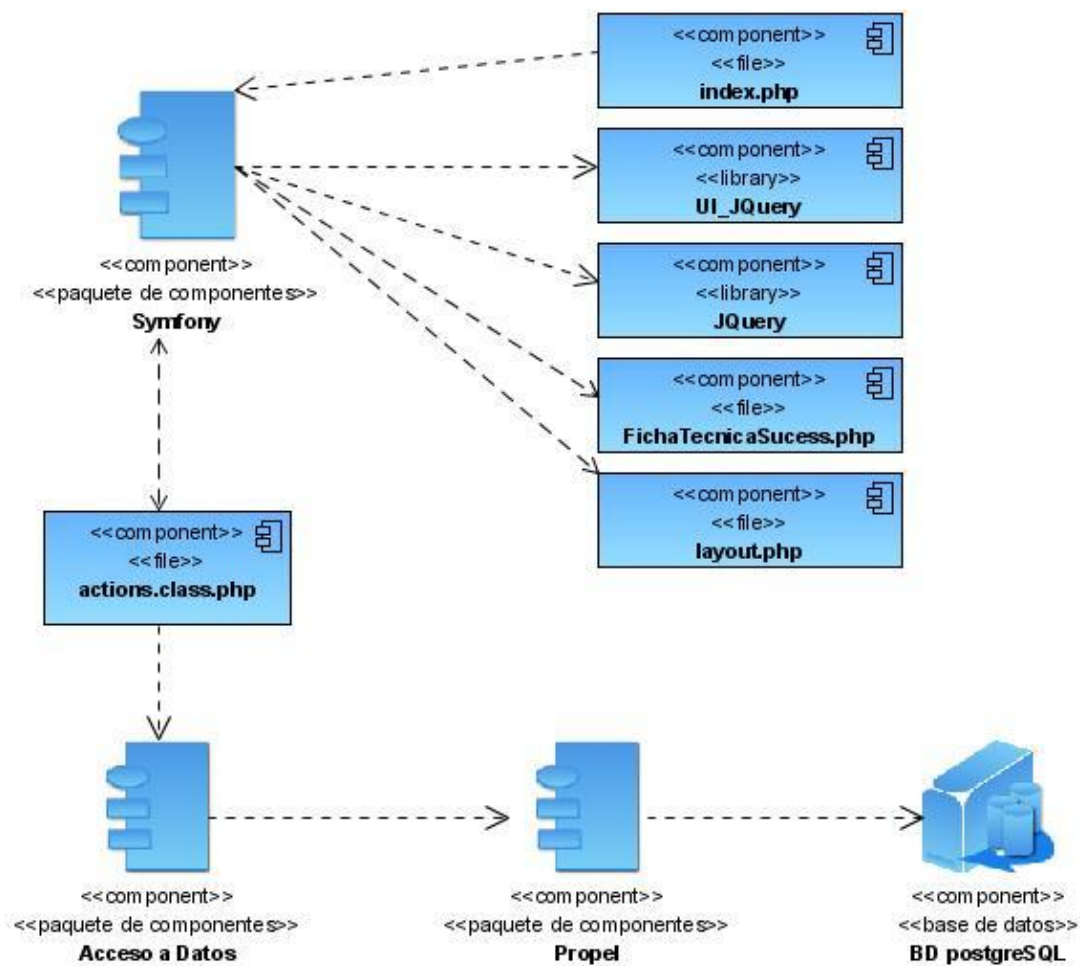 <<component>>
<<file>>
index.php
<<component>>
<<library>>
UI_JQuery
<<component>>
<<paquete de componentes>>
Symfony
<<component>>
<<library>>
JQuery
<<component>>
<<file>>
FichaTecnicaSucess.php
<<component>>
<<file>>
layout.php
<<component>>
<<file>>
actions.class.php
<<component>>
<<paquete de componentes>>
Acceso a Datos
<<component>>
<<paquete de componentes>>
Propel
<<component>>
<<base de datos>>
BD postgreSQL